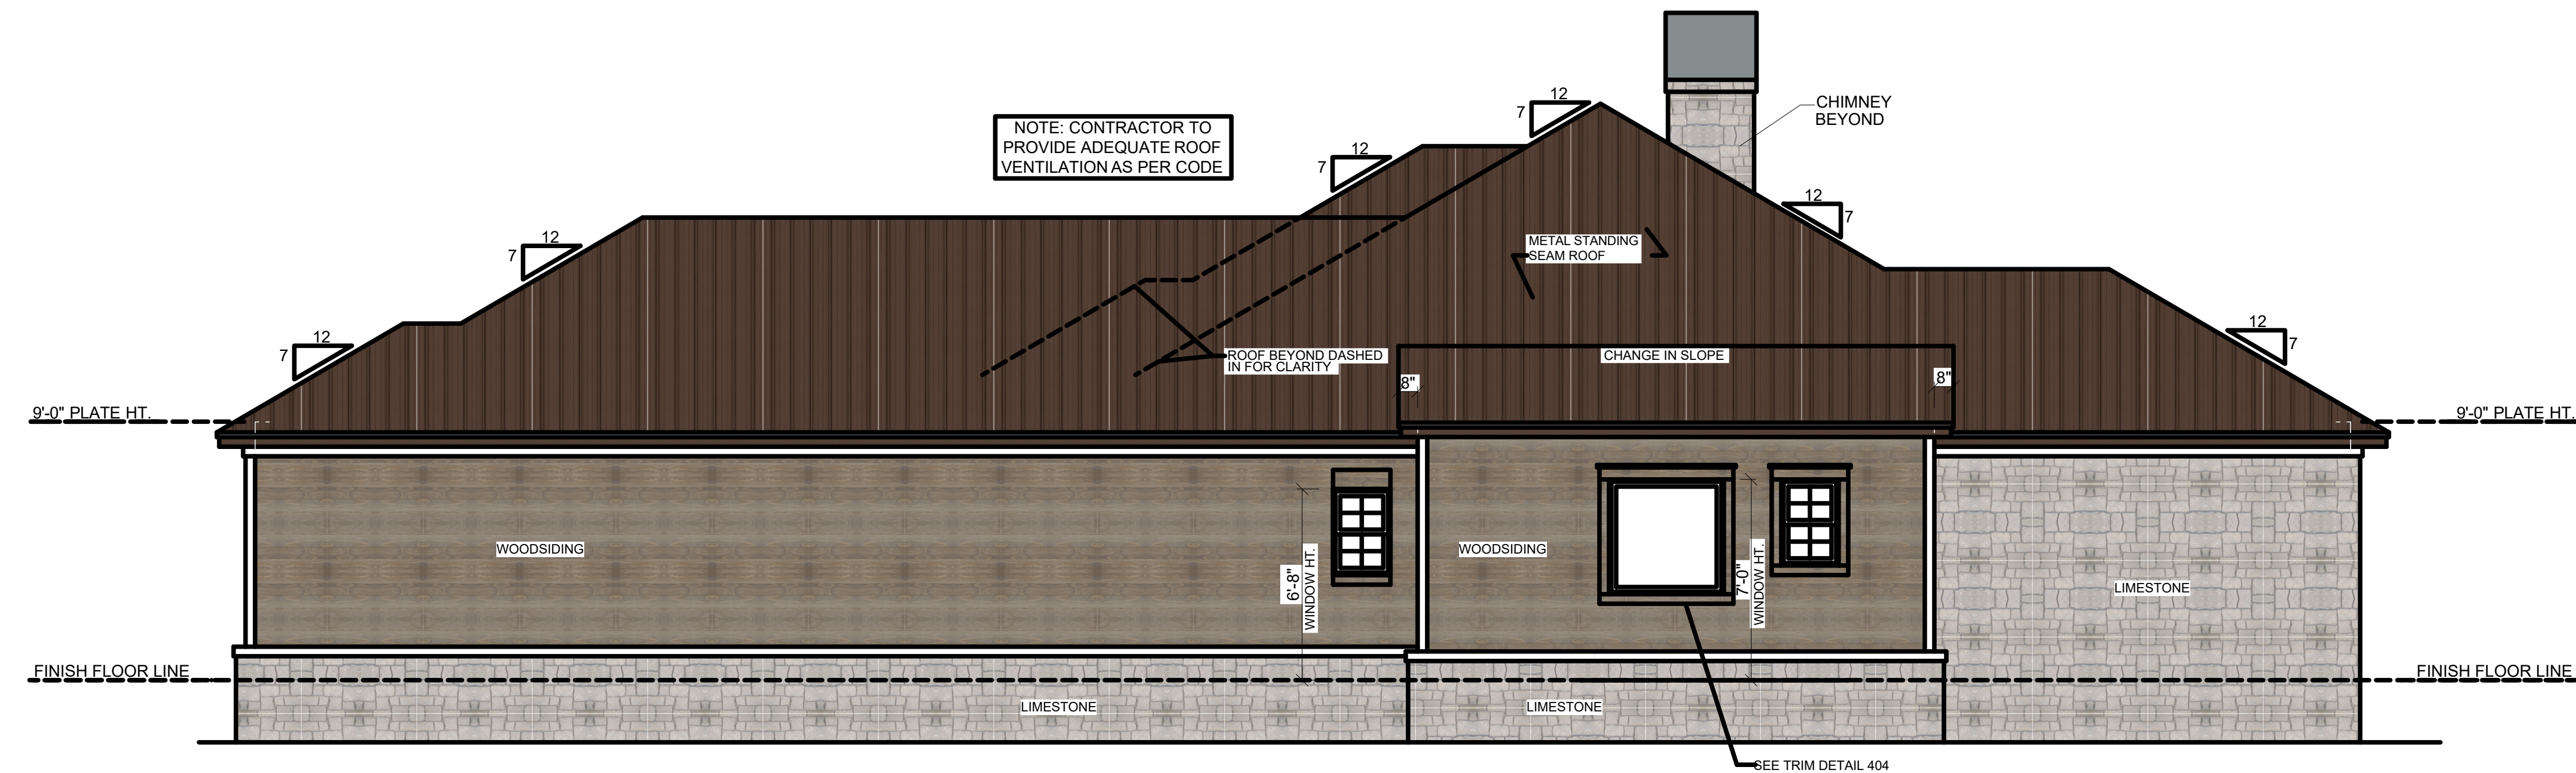 12
7
CHIMNEY
BEYOND
NOTE: CONTRACTOR TO
PROVIDE ADEQUATE ROOF
VENTILATION AS PER CODE
12
7
12
7
12
7
METAL STANDING
SEAM ROOF
12
7
12
7
ROOF BEYOND DASHED
IN FOR CLARITY
CHANGE IN SLOPE
8"
8"
9'-0" PLATE HT.
9'-0" PLATE HT.
WOODSIDING
6'-8"
WINDOW HT.
WOODSIDING
7'-0"
WINDOW HT.
LIMESTONE
FINISH FLOOR LINE
FINISH FLOOR LINE
LIMESTONE
LIMESTONE
SEE TRIM DETAIL 404